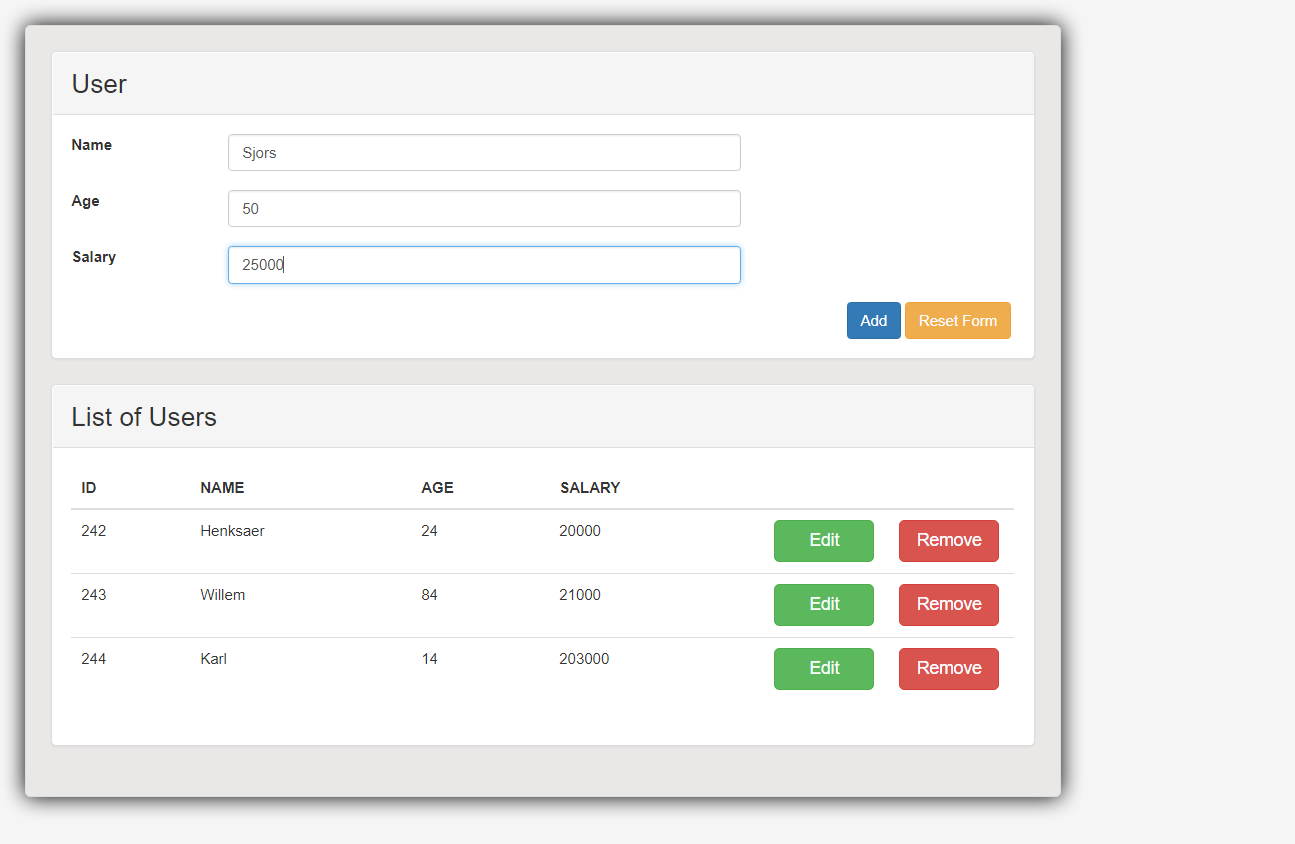 User
Name
Sjors
Age
50
Salary
25000
Add Reset Form
List of Users
ID NAME AGE SALARY
242 Henksaer 24 20000 Edit Remove
243 Willem 84 21000 Edit Remove
244 Karl 14 203000 Edit Remove